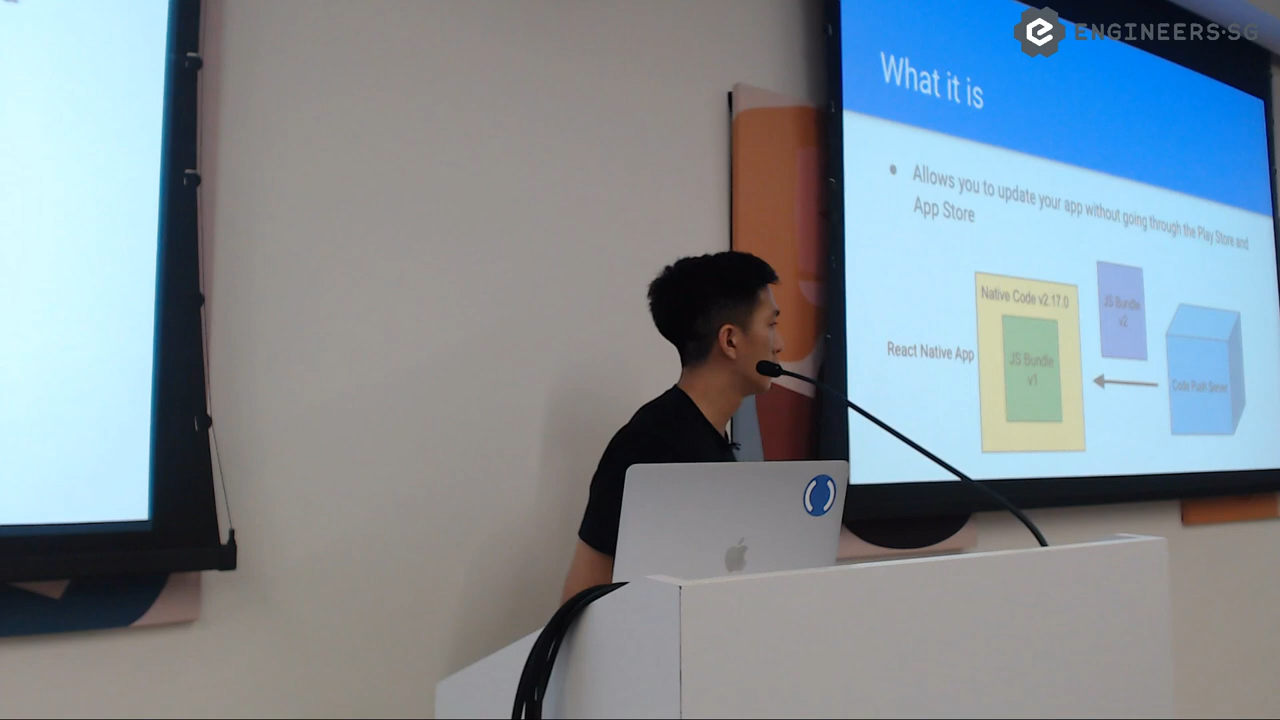 ENGINEERS.SG
What it is
Allows you to update your app without going through the Play Store and
App Store
Native Code v2.17.0
JS Bundle
v2
React Native App
JS Bundle
v1
Code Push Server